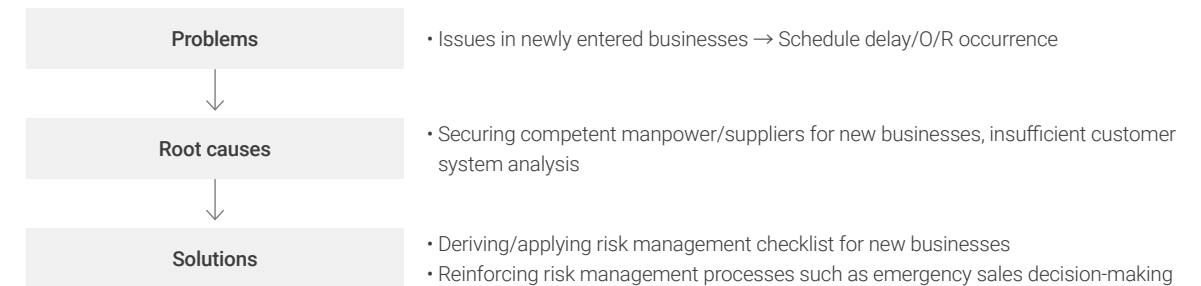 Problems
• Issues in newly entered businesses → Schedule delay/O/R occurrence
Root causes
• Securing competent manpower/suppliers for new businesses, insufficient customer
system analysis
Solutions
• Deriving/applying risk management checklist for new businesses
• Reinforcing risk management processes such as emergency sales decision-making